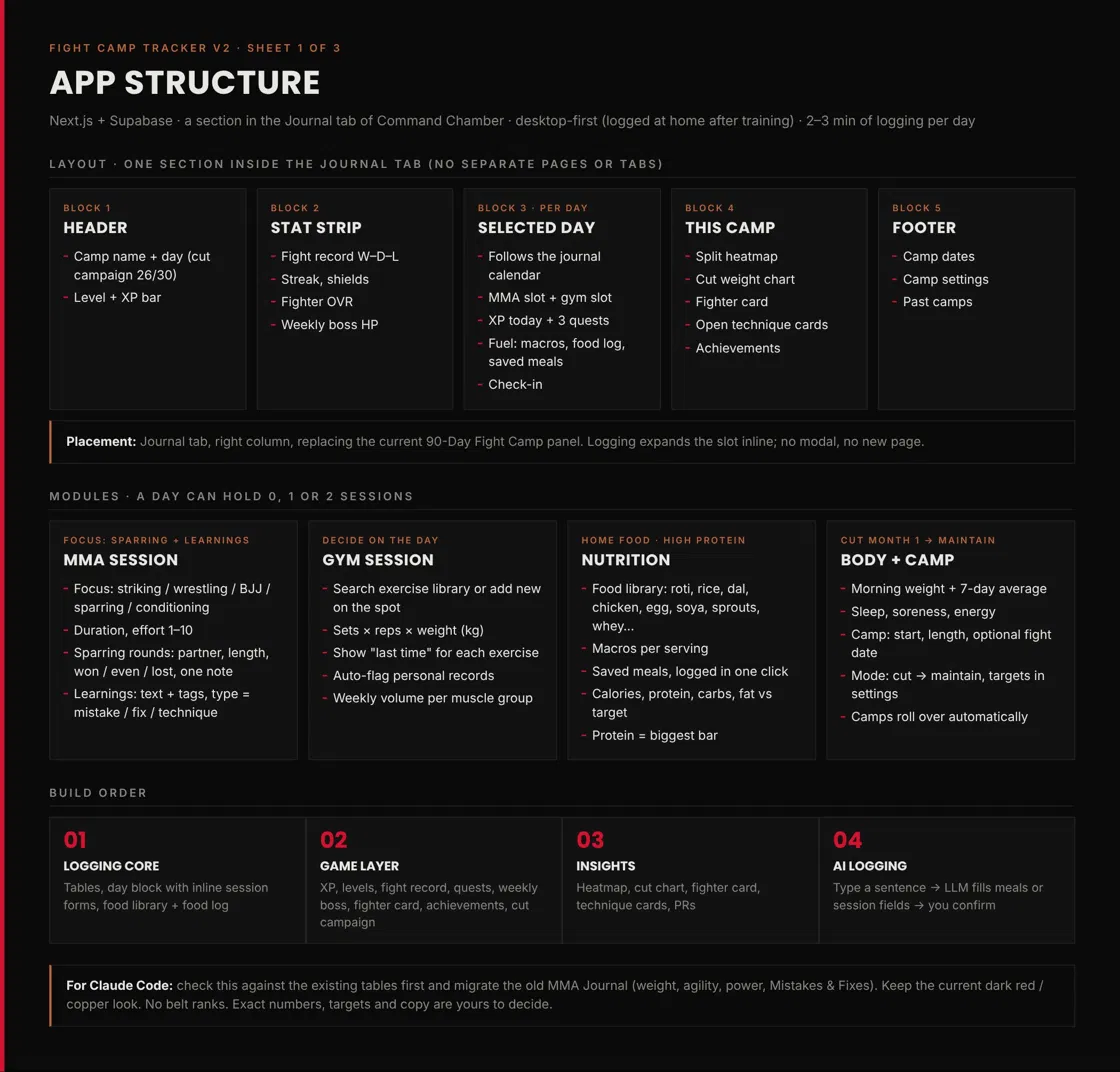 FIGHT CAMP TRACKER V2 · SHEET 1 OF 3
APP STRUCTURE
Next.js + Supabase · a section in the Journal tab of Command Chamber · desktop-first (logged at home after training) · 2–3 min of logging per day
LAYOUT · ONE SECTION INSIDE THE JOURNAL TAB (NO SEPARATE PAGES OR TABS)
BLOCK 1
HEADER
- Camp name + day (cut
campaign 26/30)
- Level + XP bar
BLOCK 2
STAT STRIP
- Fight record W–D–L
- Streak, shields
- Fighter OVR
- Weekly boss HP
BLOCK 3 · PER DAY
SELECTED DAY
- Follows the journal
calendar
- MMA slot + gym slot
- XP today + 3 quests
- Fuel: macros, food log,
saved meals
- Check-in
BLOCK 4
THIS CAMP
- Split heatmap
- Cut weight chart
- Fighter card
- Open technique cards
- Achievements
BLOCK 5
FOOTER
- Camp dates
- Camp settings
- Past camps
Placement: Journal tab, right column, replacing the current 90-Day Fight Camp panel. Logging expands the slot inline; no modal, no new page.
MODULES · A DAY CAN HOLD 0, 1 OR 2 SESSIONS
FOCUS: SPARRING + LEARNINGS
MMA SESSION
- Focus: striking / wrestling / BJJ /
sparring / conditioning
- Duration, effort 1–10
- Sparring rounds: partner, length,
won / even / lost, one note
- Learnings: text + tags, type =
mistake / fix / technique
DECIDE ON THE DAY
GYM SESSION
- Search exercise library or add new
on the spot
- Sets × reps × weight (kg)
- Show "last time" for each exercise
- Auto-flag personal records
- Weekly volume per muscle group
HOME FOOD · HIGH PROTEIN
NUTRITION
- Food library: roti, rice, dal,
chicken, egg, soya, sprouts,
whey...
- Macros per serving
- Saved meals, logged in one click
- Calories, protein, carbs, fat vs
target
- Protein = biggest bar
CUT MONTH 1 → MAINTAIN
BODY + CAMP
- Morning weight + 7-day average
- Sleep, soreness, energy
- Camp: start, length, optional fight
date
- Mode: cut → maintain, targets in
settings
- Camps roll over automatically
BUILD ORDER
01
LOGGING CORE
Tables, day block with inline session
forms, food library + food log
02
GAME LAYER
XP, levels, fight record, quests, weekly
boss, fighter card, achievements, cut
campaign
03
INSIGHTS
Heatmap, cut chart, fighter card,
technique cards, PRs
04
AI LOGGING
Type a sentence → LLM fills meals or
session fields → you confirm
For Claude Code: check this against the existing tables first and migrate the old MMA Journal (weight, agility, power, Mistakes & Fixes). Keep the current dark red /
copper look. No belt ranks. Exact numbers, targets and copy are yours to decide.